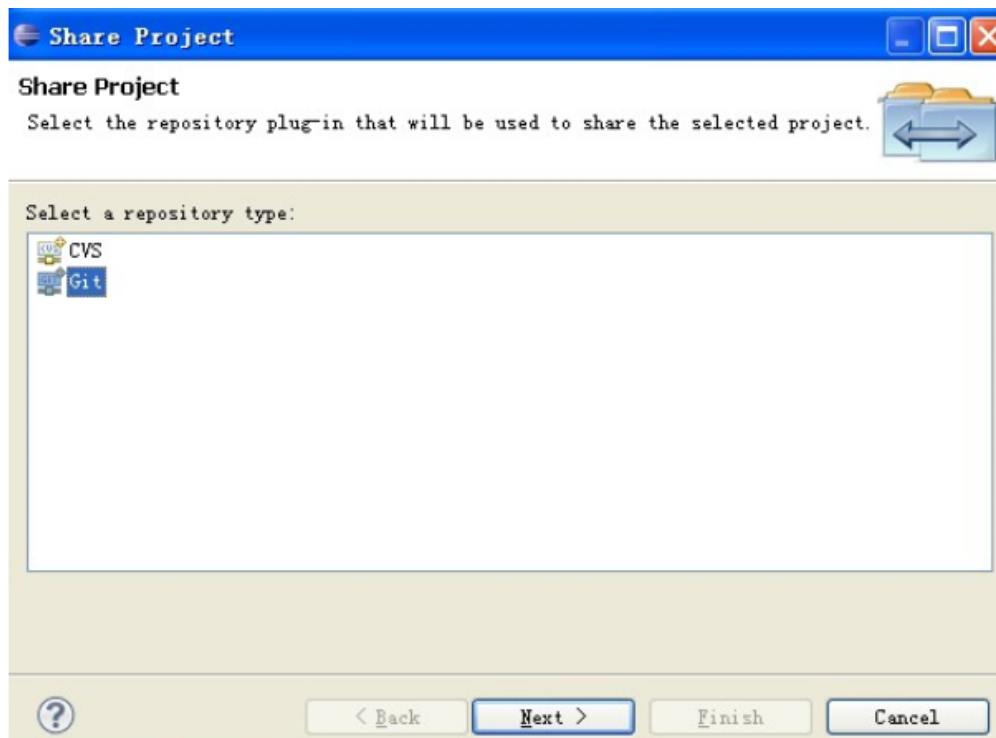 Share Project
Share Project
Select the repository plug-in that will be used to share the selected project.
Select a repository type:
CVS
Git
?
< Back
Next >
Finish
Cancel